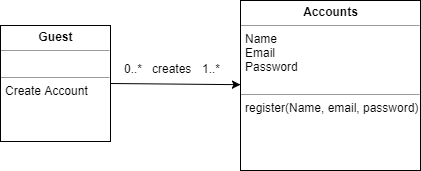 Guest
Create Account
0..* creates 1..*
Accounts
Name
Email
Password
register(Name, email, password)